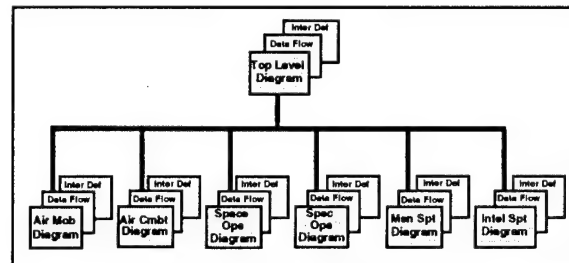 Inter Def
Data Flow
Top Level
Diagram
Inter Def
Data Flow
Air Mob
Diagram
Inter Def
Data Flow
Air Cmbt
Diagram
Inter Def
Data Flow
Space
Ops
Diagram
Inter Def
Data Flow
Spec
Ops
Diagram
Inter Def
Data Flow
Msn Spt
Diagram
Inter Def
Data Flow
Intel Spt
Diagram